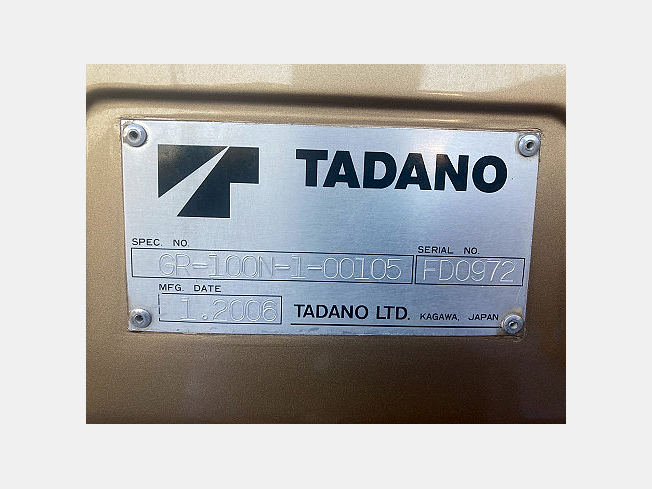 TADANO
SPEC. NO.
GR-100N-1-00105
SERIAL NO.
FD0972
MFG. DATE
1.2006
TADANO LTD. KAGAWA, JAPAN